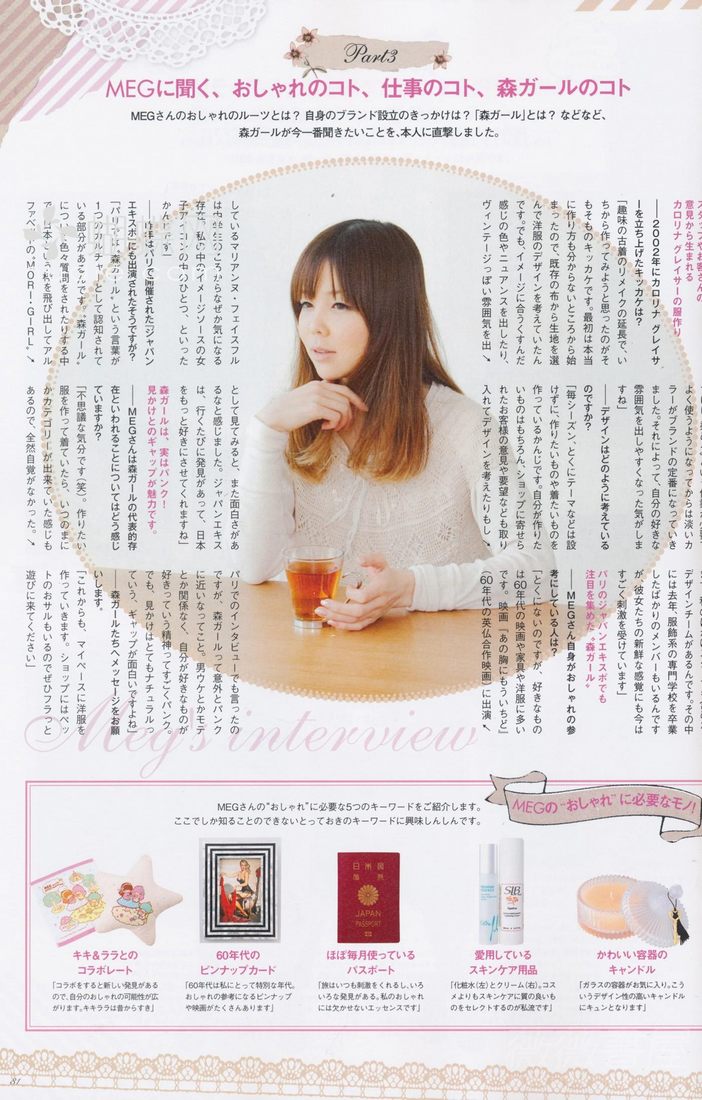 Part3
MEGに聞く、おしゃれのコト、仕事のコト、森ガールのコト
MEGさんのおしゃれのルーツとは？ 自身のブランド設立のきっかけは？「森ガール」とは？ などなど、
森ガールが今一番聞きたいことを、本人に直撃しました。
意見から生まれる
カロリナ グレイサーの服作り
――2002年にカロリナ グレイサ
ーを立ち上げたキッカケは？
「趣味の古着のリメイクの延長で、い
ちから作ってみようと思ったのがそ
もそものキッカケです。最初は本当
に作り方も分からないところから始
まったので、既存の布から生地を選
んで洋服のデザインを考えていたん
です。でも、イメージに合うくすんだ
感じの色やニュアンスを出したり、
ヴィンテージっぽい雰囲気を出↘
よく使うようになってからは淡いカ
ラーがブランドの定番になっていき
ました。それによって、自分の好きな
雰囲気を出しやすくなった気がしま
すね」
――デザインはどのように考えている
のですか？
「毎シーズン、とくにテーマなどは設
けずに、作りたいものや着たいものを
作っているかんじです。自分が作りた
いものはもちろん、ショップに寄せら
れたお客様の意見や要望なども取り
入れてデザインを考えたりもし↘
デザインチームがあるんです。その中
には去年、服飾系の専門学校を卒業
したばかりのメンバーもいるんです
が、彼女たちの新鮮な感覚にも今は
すごく刺激を受けています」
パリのジャパンエキスポでも
注目を集めた“森ガール”
――MEGさん自身がおしゃれの参
考にしている人は？
「とくにないのですが、好きなもの
は60年代の映画や家具や洋服に多い
です。映画『あの胸にもういちど』
(60年代の英仏合作映画)に出演↙
しているマリアンヌ・フェイスフル
は中学生のころからなぜか気になる
存在。私の中のイメージソースの女
子アイコンの中のひとつ、といった
かんじです」
――昨年はパリで開催された「ジャパン
エキスポ」にも出演されたそうですが？
「パリでは“森ガール”という言葉が
1つのカルチャーとして認知されて
いる部分があるんです。“森ガール”
について色々質問をされたりする中
ファベットの「MORI-GIRL」↘
として見てみると、また面白さがあ
るなと感じました。ジャパンエキス
は、行くたびに発見があって、日本
をもっと好きにさせてくれますね」
森ガールは、実はパンク！
見かけとのギャップが魅力です。
――MEGさんは森ガールの代表的存
在といわれることについてはどう感じ
ていますか？
「不思議な気分です(笑)。作りたい
服を作って着ていたら、いつのまに
かカテゴリーが出来ていた感じも
あるので、全然自覚がなかった。↘
パリでのインタビューでも言ったの
ですが、森ガールって意外とパンク
に近いなってこと。男ウケとかモテ
とか関係なく、自分が好きなものが
好きっていう精神ってすごくパンク。
でも、見かけはとてもナチュラルっ
ていう、ギャップが面白いですよね」
――森ガールたちへメッセージをお願
いします。
「これからも、マイペースに洋服を
作っていきます。ショップにはペッ
トのおサルもいるのでぜひフラっと
遊びに来てください」
Meg's interview
MEGの“おしゃれ”に必要なモノ!
MEGさんの“おしゃれ”に必要な5つのキーワードをご紹介します。
ここでしか知ることのできないとっておきのキーワードに興味しんしんです。
日本国
旅券
JAPAN
PASSPORT
キキ＆ララとの
コラボレート
「コラボをすると新しい発見がある
ので、自分のおしゃれの可能性が広
がります。キキララは昔からすき」
60年代の
ピンナップカード
「60年代は私にとって特別な年代。
おしゃれの参考になるピンナップ
や映画がたくさんあります」
ほぼ毎月使っている
パスポート
「旅はいつも刺激をくれるし、いろ
いろな発見がある。私のおしゃれ
には欠かせないエッセンスです」
愛用している
スキンケア用品
「化粧水(左)とクリーム(右)。コス
メよりもスキンケアに質の良いも
のをセレクトするのが私流です」
かわいい容器の
キャンドル
「ガラスの容器がお気に入り。こう
いうデザイン性の高いキャンドル
にキュンとなります」
81